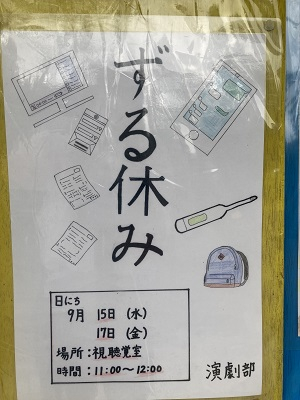 ずる休み
日にち
9月 15日(水)
17日(金)
場所:視聴覚室
時間:11:00〜12:00
演劇部